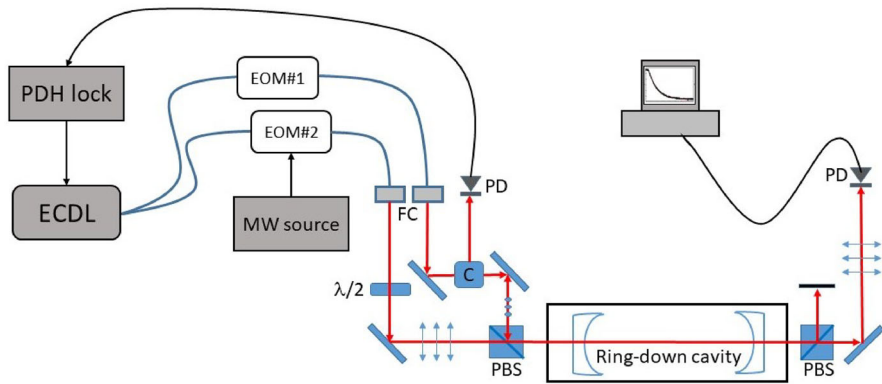 PDH lock
EOM#1
EOM#2
ECDL
MW source
FC
PD
PD
C
λ/2
PBS
Ring-down cavity
PBS